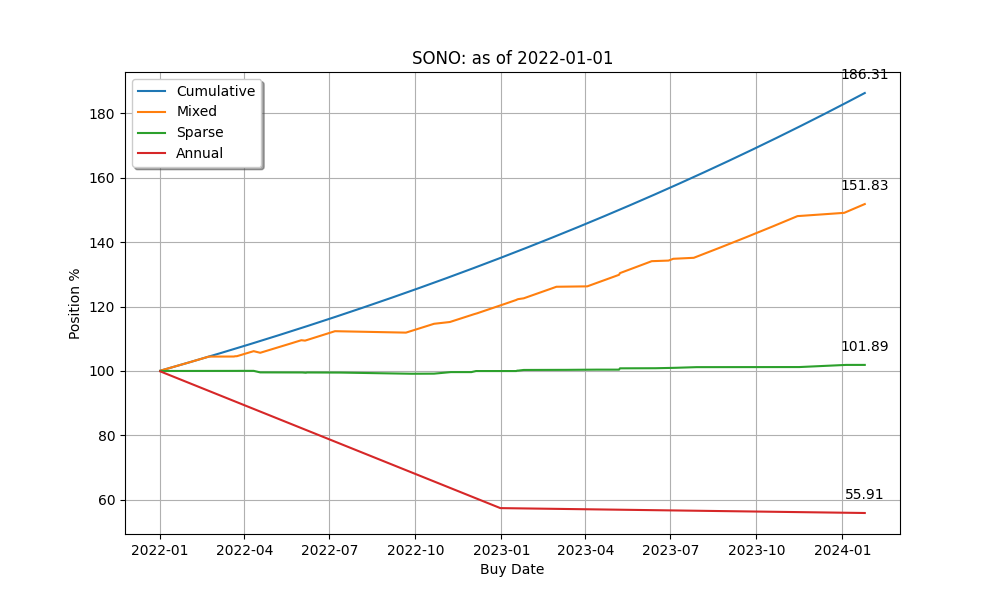 SONO: as of 2022-01-01
186.31
Cumulative
Mixed
Sparse
Annual
151.83
101.89
55.91
180
160
140
120
100
80
60
Position %
2022-01 2022-04 2022-07 2022-10 2023-01 2023-04 2023-07 2023-10 2024-01
Buy Date